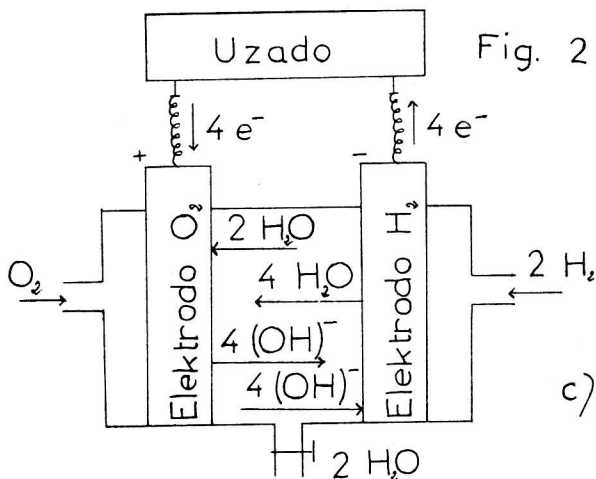 Uzado
Fig. 2
4 e⁻
4 e⁻
+
-
Elektrodo O₂
Elektrodo H₂
O₂
2 H₂
2 H₂O
4 H₂O
4 (OH)⁻
4 (OH)⁻
2 H₂O
c)